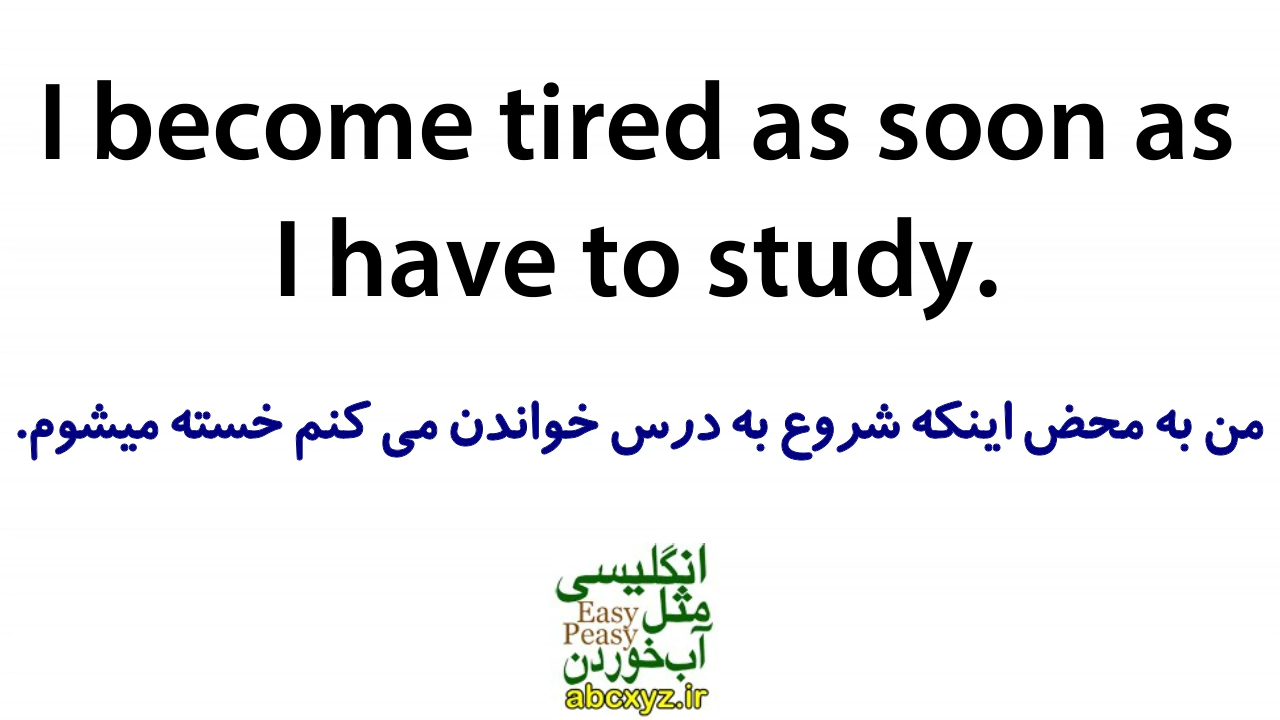 I become tired as soon as
I have to study.
من به محض اینکه شروع به درس خواندن می کنم خسته میشوم.
انگلیسی
مثل Easy
Peasy
آب‌خوردن
abcxyz.ir